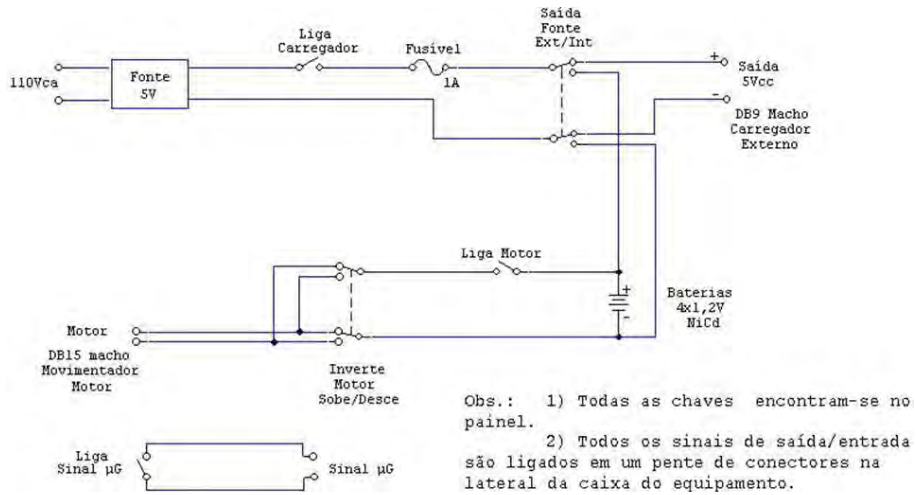 Saída
Fonte
Ext/Int
Liga
Carregador
Fusível
1A
110Vca
Fonte
5V
+
Saída
5Vcc
-
DB9 Macho
Carregador
Externo
Liga Motor
+
-
Baterias
4x1,2V
NiCd
Motor
DB15 macho
Movimentador
Motor
Inverte
Motor
Sobe/Desce
Liga
Sinal µG
Sinal µG
Obs.: 1) Todas as chaves encontram-se no
painel.
2) Todos os sinais de saída/entrada
são ligados em um pente de conectores na
lateral da caixa do equipamento.